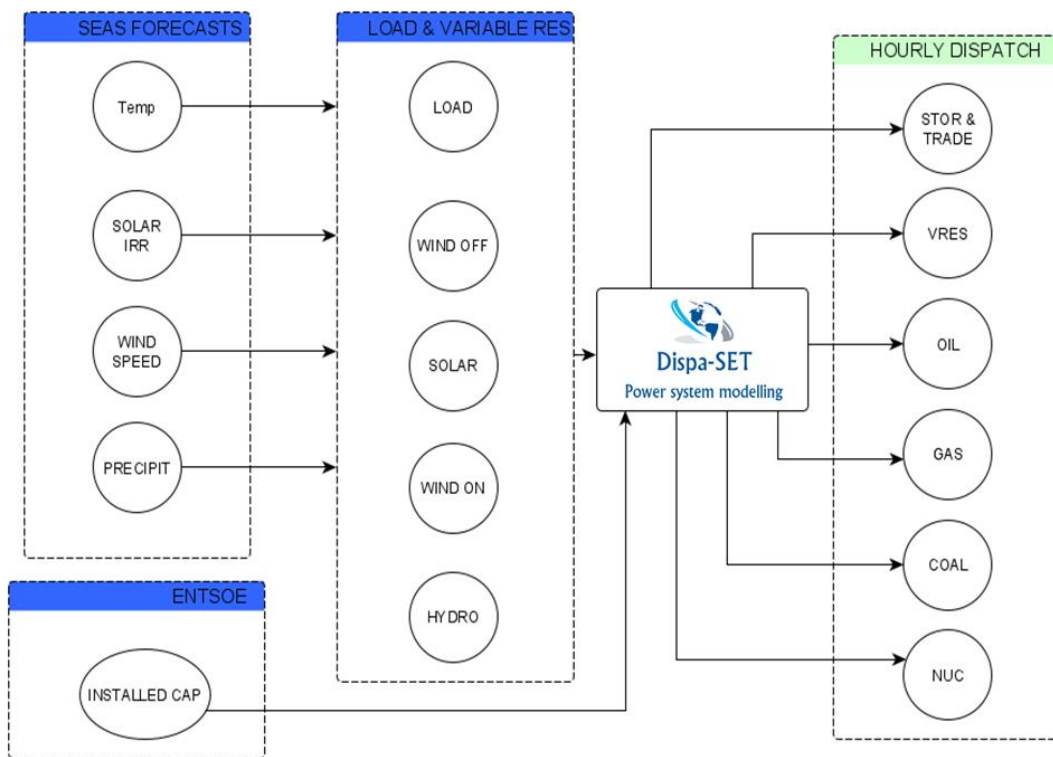 SEAS FORECASTS
Temp
SOLAR
IRR
WIND
SPEED
PRECIPIT
ENTSOE
INSTALLED CAP
LOAD & VARIABLE RES
LOAD
WIND OFF
SOLAR
WIND ON
HYDRO
Dispa-SET
Power system modelling
HOURLY DISPATCH
STOR &
TRADE
VRES
OIL
GAS
COAL
NUC